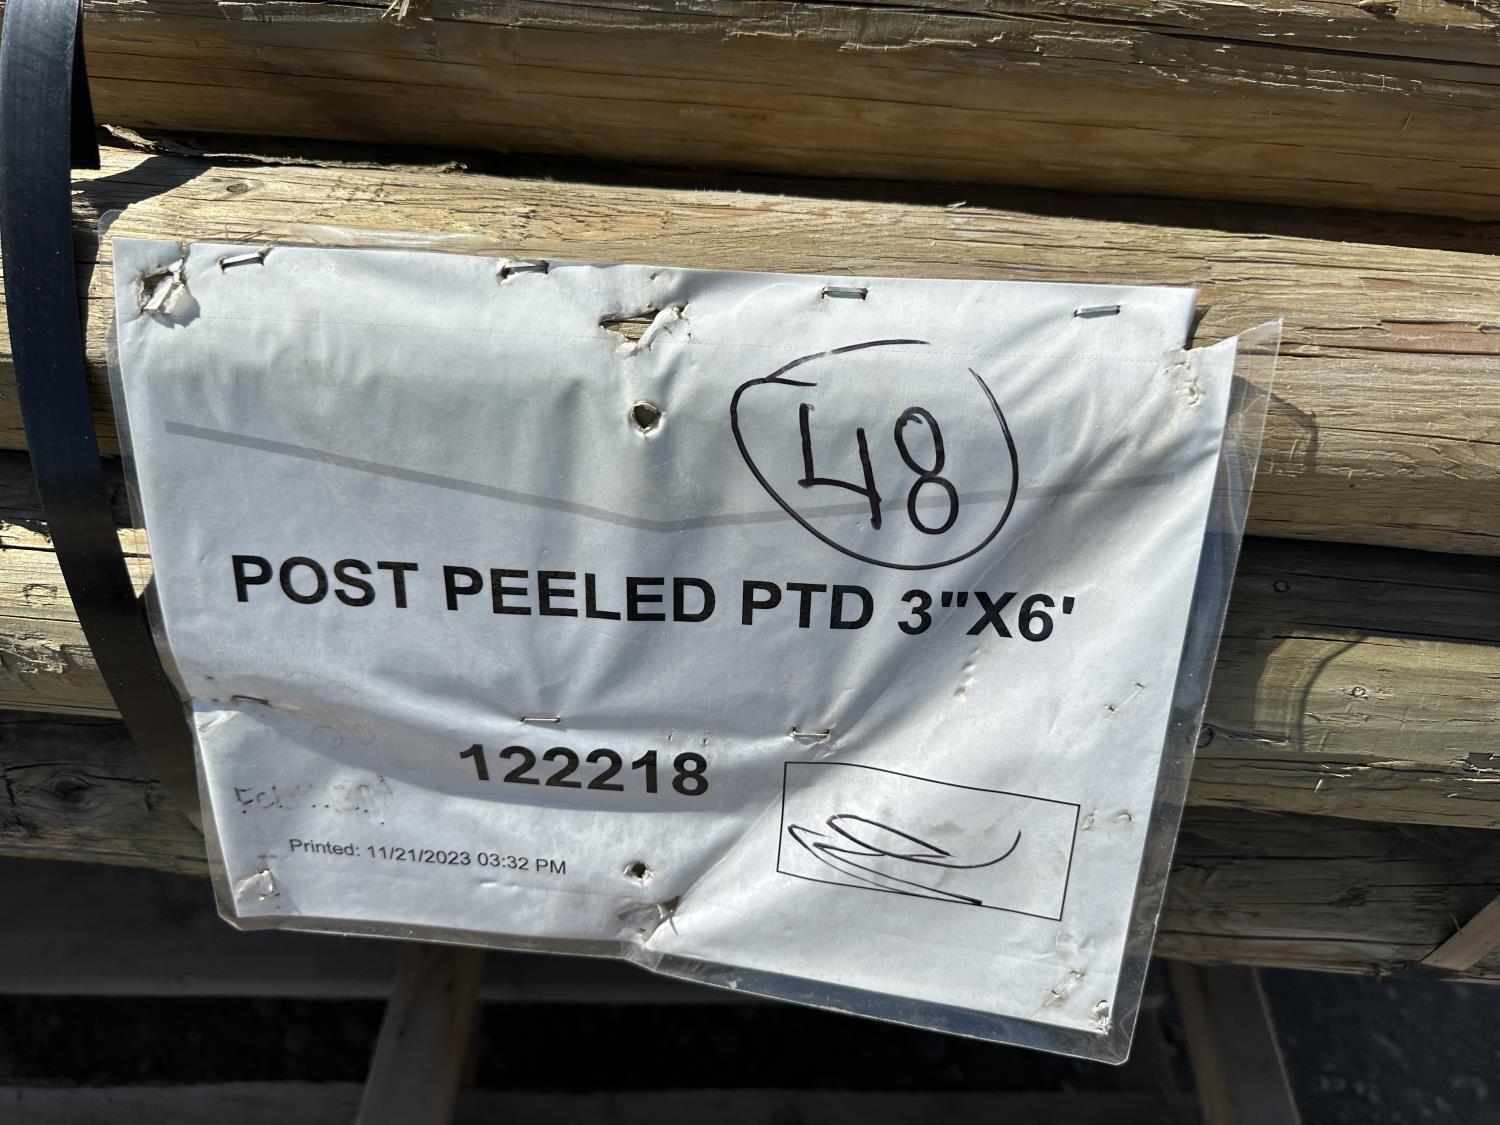 48
POST PEELED PTD 3"X6'
122218
Printed: 11/21/2023 03:32 PM